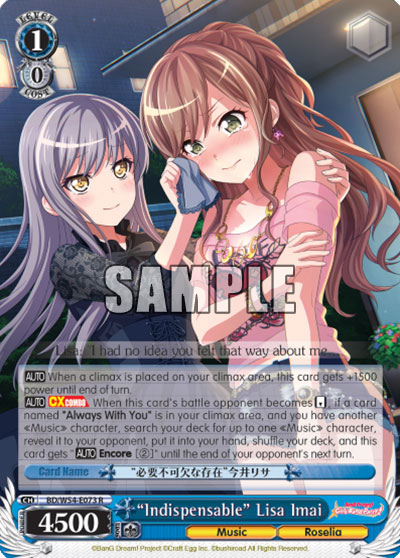 LEVEL
1
0
COST
SAMPLE
Lisa: I had no idea you felt that way about me...
AUTO When a climax is placed on your climax area, this card gets +1500
power until end of turn.
AUTO CXCOMBO When this card's battle opponent becomes, if a card
named "Always With You" is in your climax area, and you have another
«Music» character, search your deck for up to one «Music» character,
reveal it to your opponent, put it into your hand, shuffle your deck, and this
card gets "AUTO Encore [②]" until the end of your opponent's next turn.
Card Name
"必要不可欠な存在"今井リサ
CH
BD/W54-E073 R
"Indispensable" Lisa Imai
POWER
4500
Music
Roselia
©BanG Dream! Project ©Craft Egg Inc. ©bushiroad All Rights Reserved.